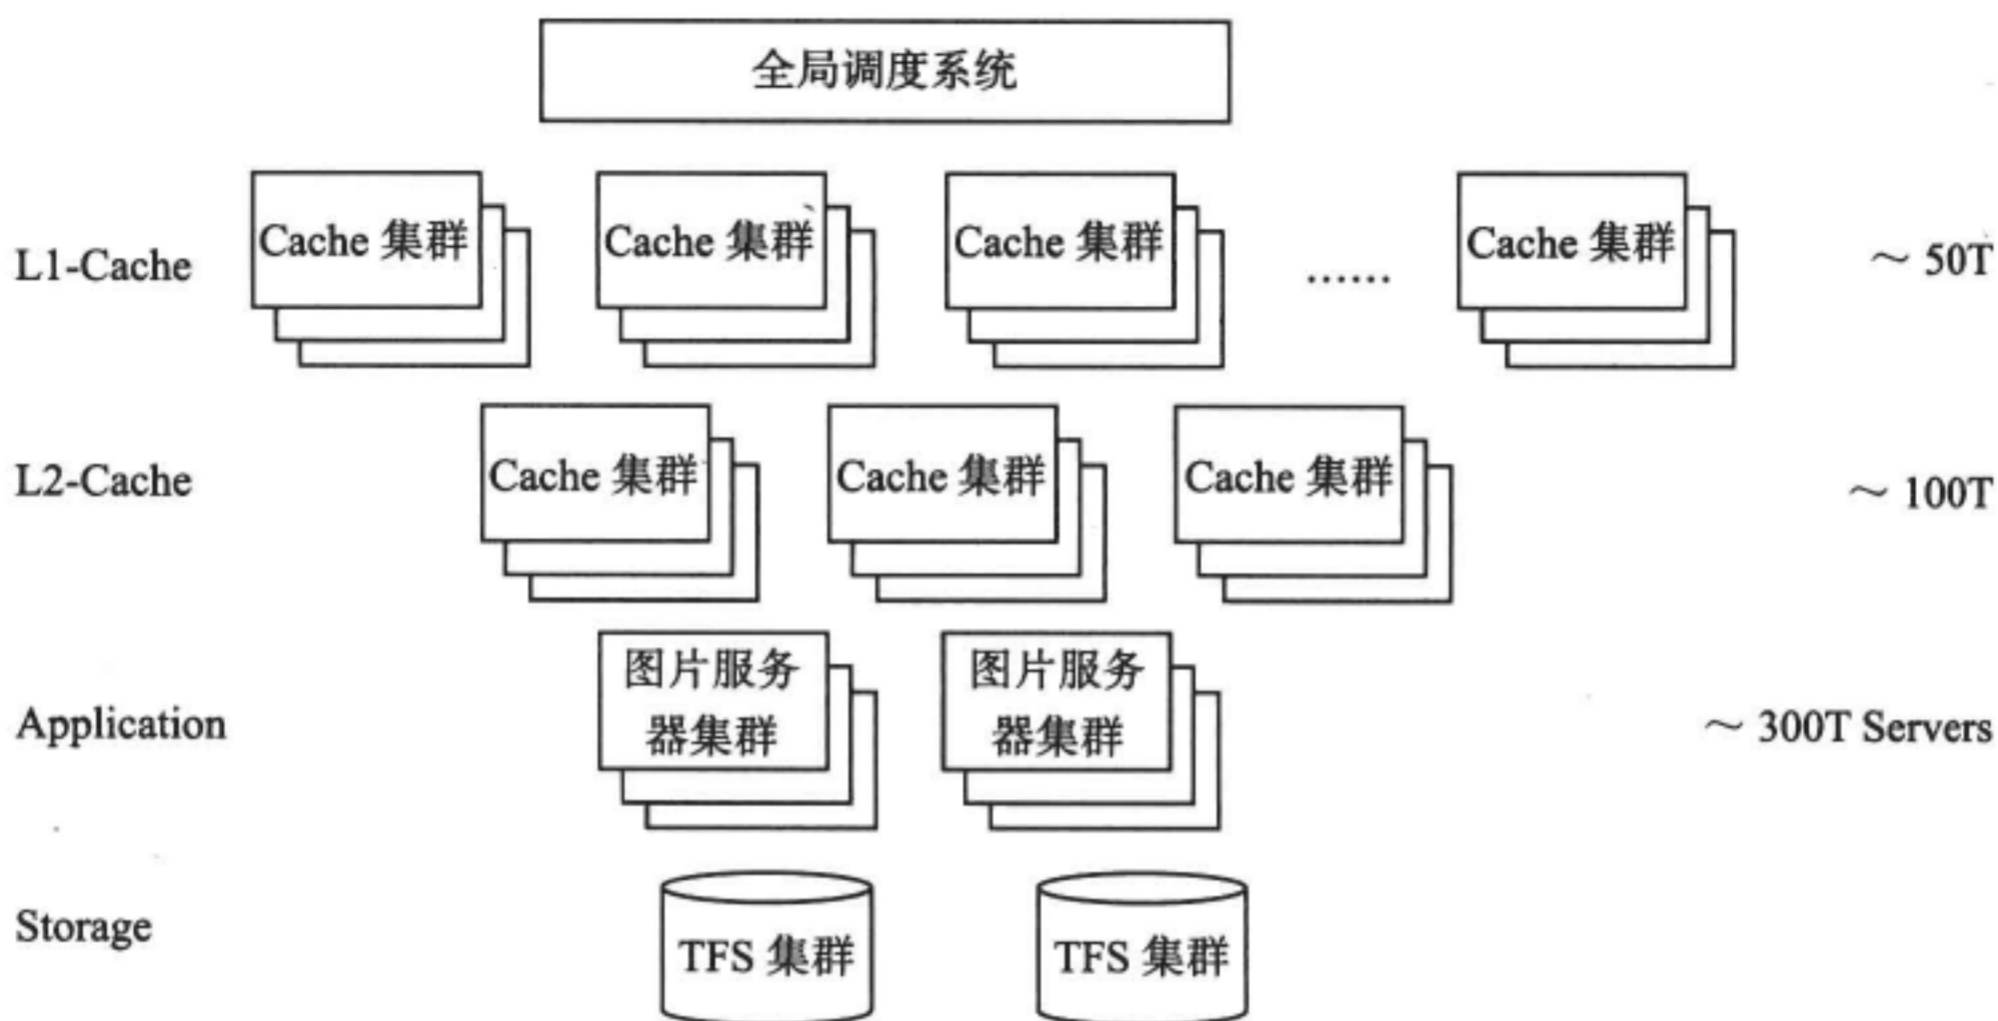 全局调度系统
L1-Cache
Cache 集群
Cache 集群
Cache 集群
……
Cache 集群
～ 50T
L2-Cache
Cache 集群
Cache 集群
Cache 集群
～ 100T
Application
图片服务
器集群
图片服务
器集群
～ 300T Servers
Storage
TFS 集群
TFS 集群